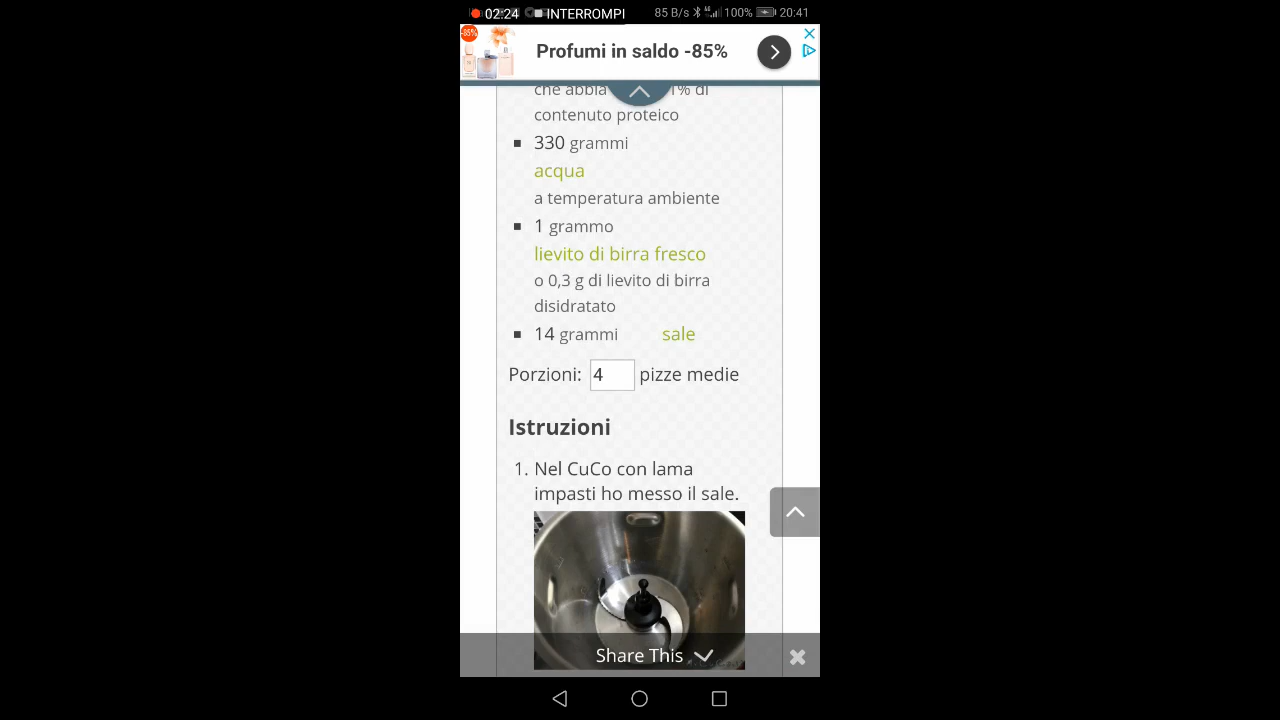 02:24 INTERROMPI 85 B/s 100% 20:41
-85%
Profumi in saldo -85%
che abbia 1% di
contenuto proteico
330 grammi
acqua
a temperatura ambiente
1 grammo
lievito di birra fresco
o 0,3 g di lievito di birra
disidratato
14 grammi sale
Porzioni: 4 pizze medie
Istruzioni
1. Nel CuCo con lama
impasti ho messo il sale.
Share This